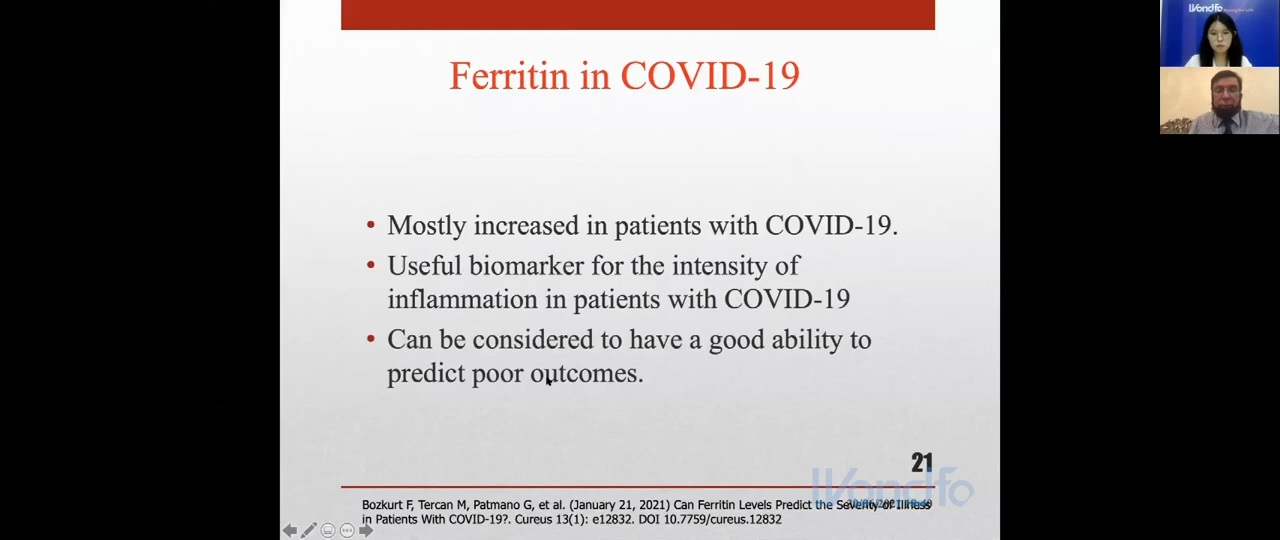 Wondfo
Ferritin in COVID-19
• Mostly increased in patients with COVID-19.
• Useful biomarker for the intensity of
inflammation in patients with COVID-19
• Can be considered to have a good ability to
predict poor outcomes.
21
Wondfo
Bozkurt F, Tercan M, Patmano G, et al. (January 21, 2021) Can Ferritin Levels Predict the Severity of Illness
in Patients With COVID-19?. Cureus 13(1): e12832. DOI 10.7759/cureus.12832